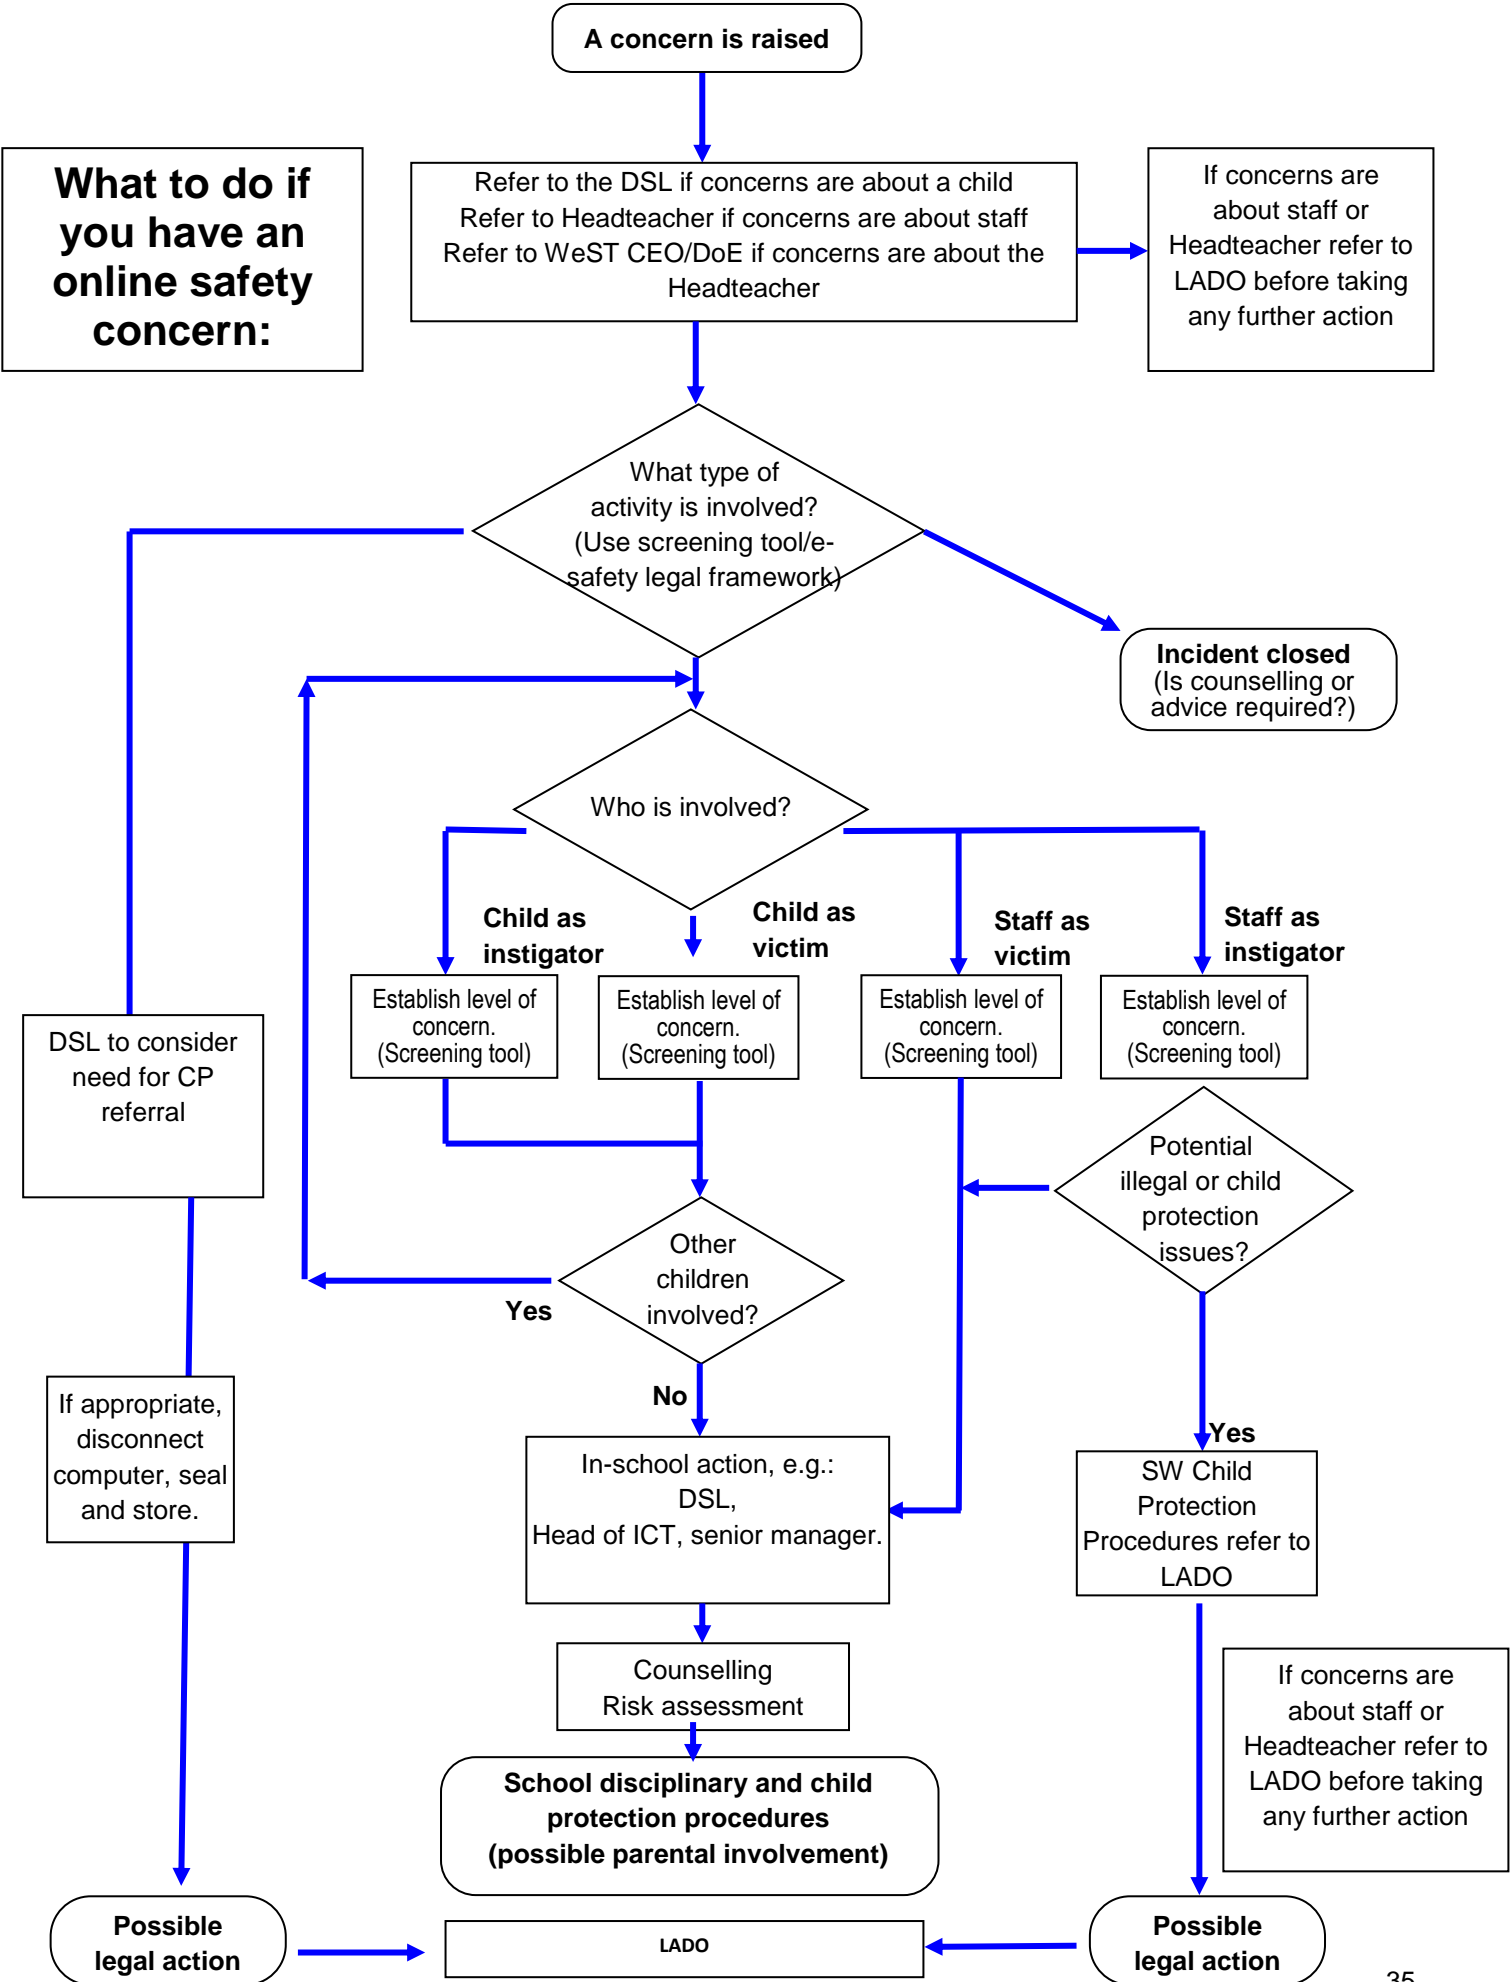 A concern is raised
What to do if
you have an
online safety
concern:
Refer to the DSL if concerns are about a child
Refer to Headteacher if concerns are about staff
Refer to WeST CEO/DoE if concerns are about the
Headteacher
If concerns are
about staff or
Headteacher refer to
LADO before taking
any further action
What type of
activity is involved?
(Use screening tool/e-
safety legal framework)
Incident closed
(Is counselling or
advice required?)
Who is involved?
Child as
instigator
Child as
victim
Staff as
victim
Staff as
instigator
Establish level of
concern.
(Screening tool)
Establish level of
concern.
(Screening tool)
Establish level of
concern.
(Screening tool)
Establish level of
concern.
(Screening tool)
DSL to consider
need for CP
referral
Potential
illegal or child
protection
issues?
Other
children
involved?
Yes
No
If appropriate,
disconnect
computer, seal
and store.
Yes
In-school action, e.g.:
DSL,
Head of ICT, senior manager.
SW Child
Protection
Procedures refer to
LADO
Counselling
Risk assessment
If concerns are
about staff or
Headteacher refer to
LADO before taking
any further action
School disciplinary and child
protection procedures
(possible parental involvement)
Possible
legal action
LADO
Possible
legal action
35